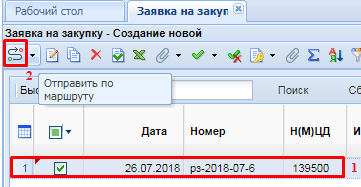 Рабочий стол
Заявка на закуп
Заявка на закупку - Создание новой
2
Отправить по маршруту
Быс
Поиск
Сб
Дата Номер Н(М)ЦД И
1 26.07.2018 ps-2018-07-6 139500 1